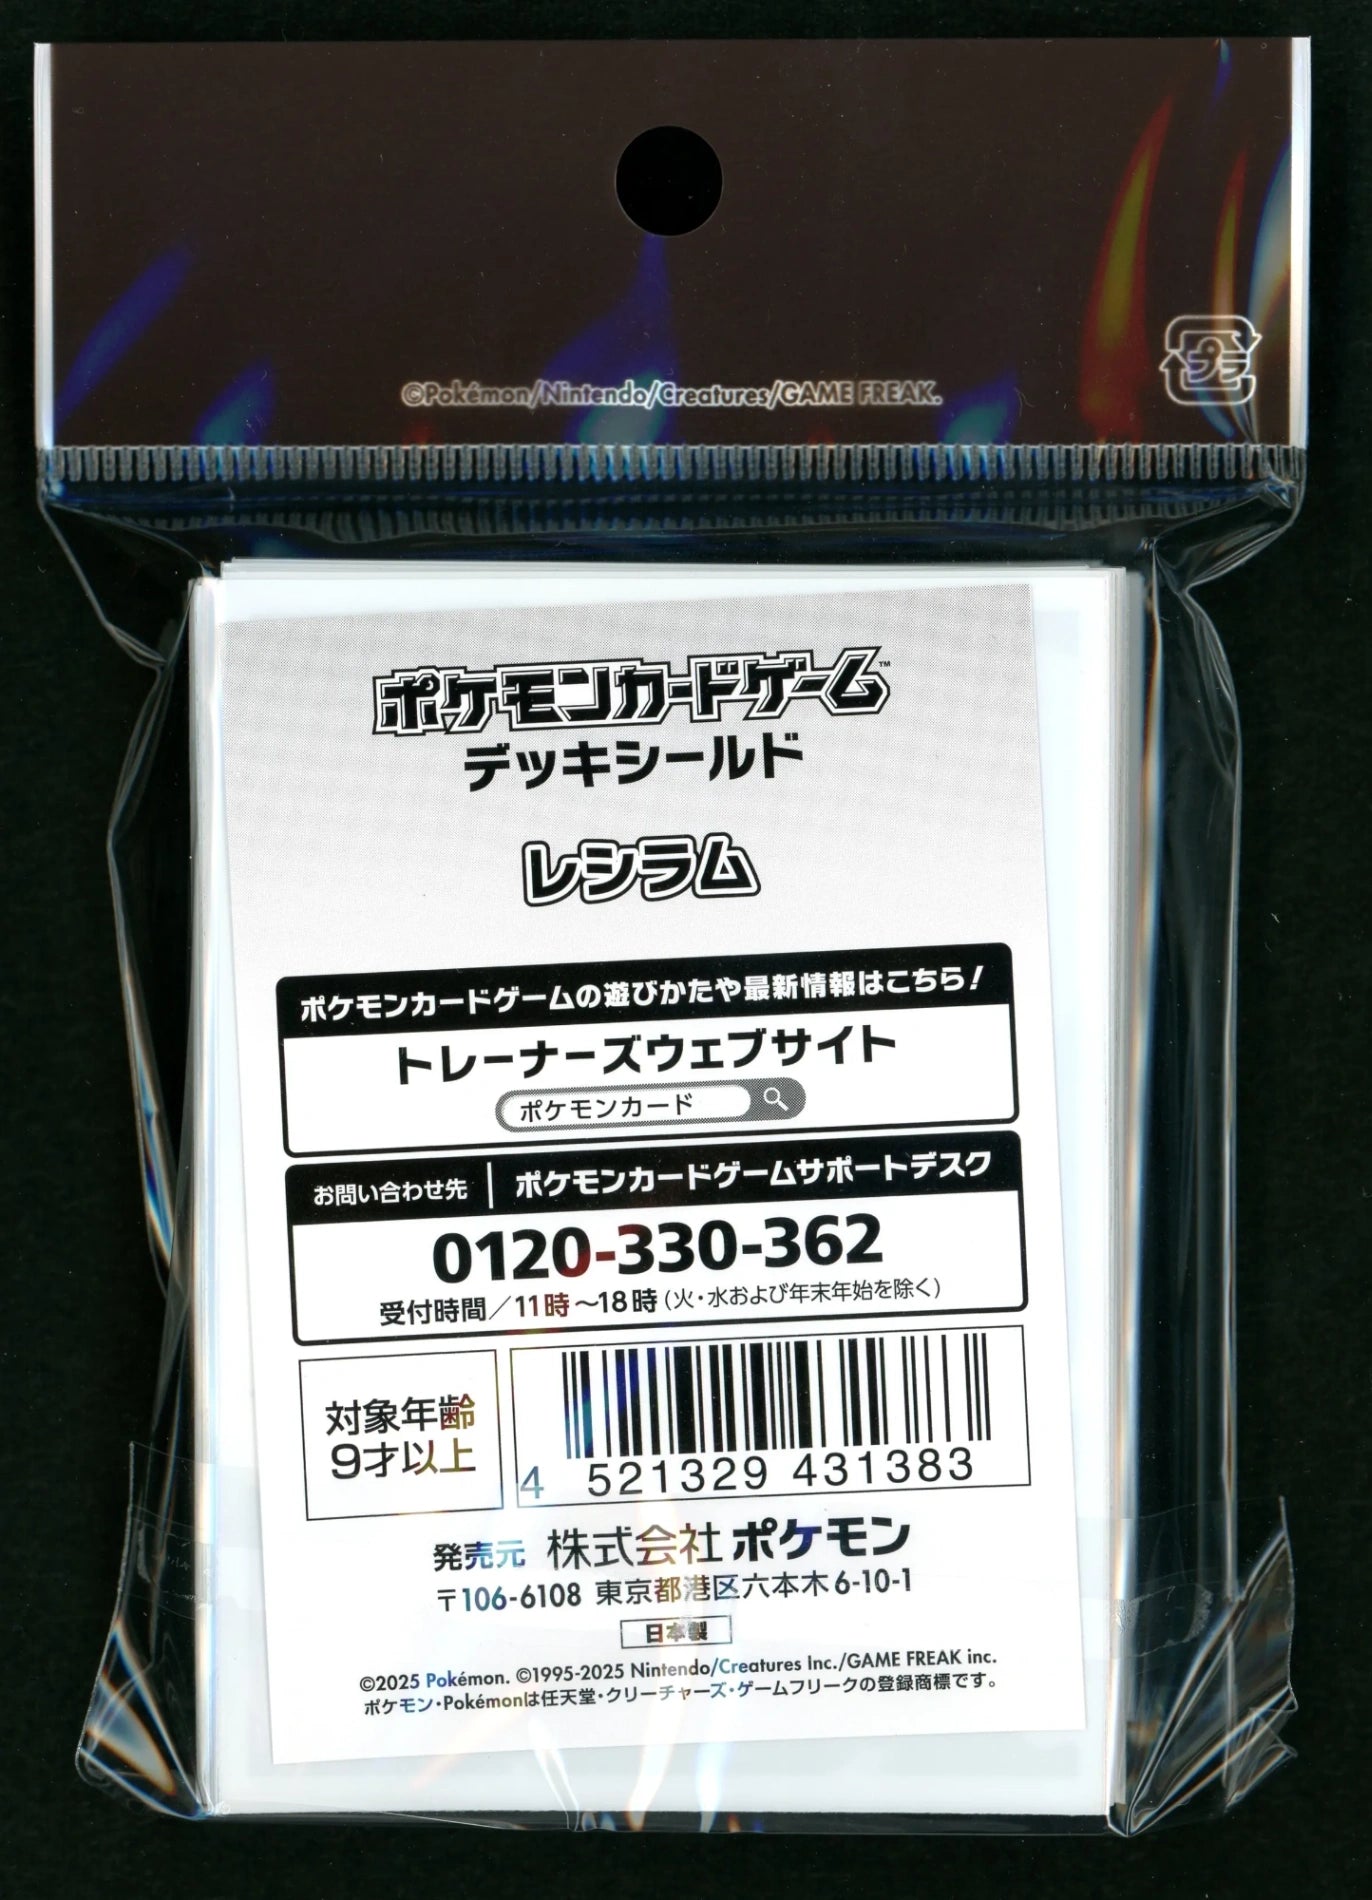 ©Pokémon/Nintendo/Creatures/GAME FREAK.
プラ
ポケモンカードゲーム™
デッキシールド
レシラム
ポケモンカードゲームの遊びかたや最新情報はこちら!
トレーナーズウェブサイト
ポケモンカード
お問い合わせ先 | ポケモンカードゲームサポートデスク
0120-330-362
受付時間/11時~18時(火・水および年末年始を除く)
対象年齢
9才以上
4 521329 431383
発売元 株式会社ポケモン
〒106-6108 東京都港区六本木6-10-1
日本製
©2025 Pokémon. ©1995-2025 Nintendo/Creatures Inc./GAME FREAK inc.
ポケモン・Pokémonは任天堂・クリーチャーズ・ゲームフリークの登録商標です。